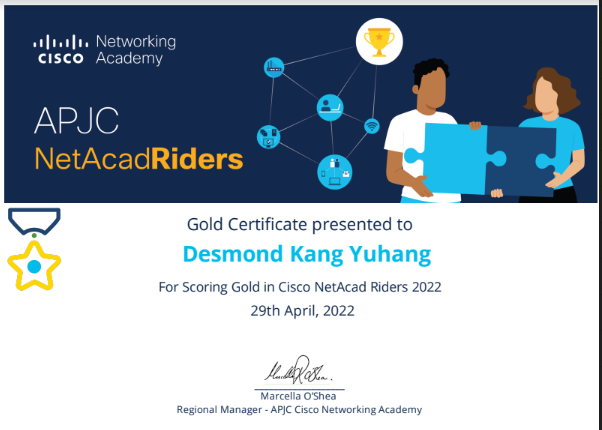 CISCO Networking Academy
APJC
NetAcadRiders
Gold Certificate presented to
Desmond Kang Yuhang
For Scoring Gold in Cisco NetAcad Riders 2022
29th April, 2022
Marcella O'Shea
Marcella O'Shea
Regional Manager - APJC Cisco Networking Academy